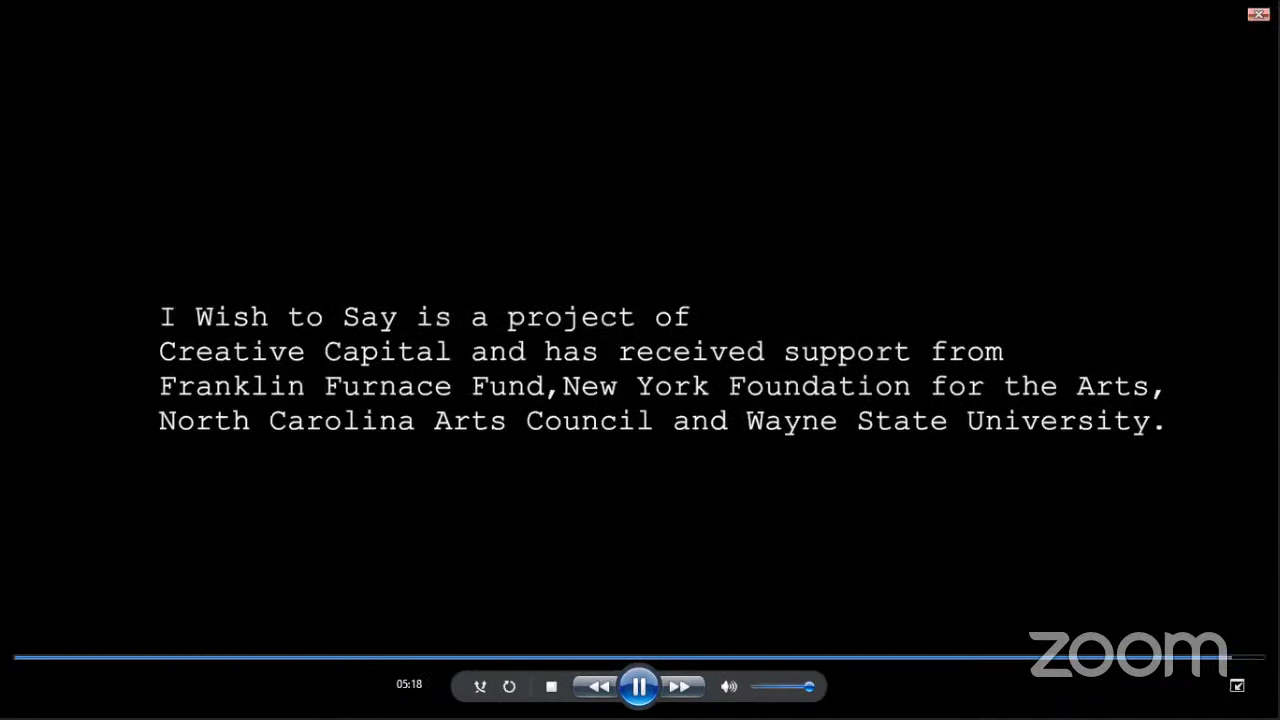 I Wish to Say is a project of
Creative Capital and has received support from
Franklin Furnace Fund,New York Foundation for the Arts,
North Carolina Arts Council and Wayne State University.
zoom
05:18